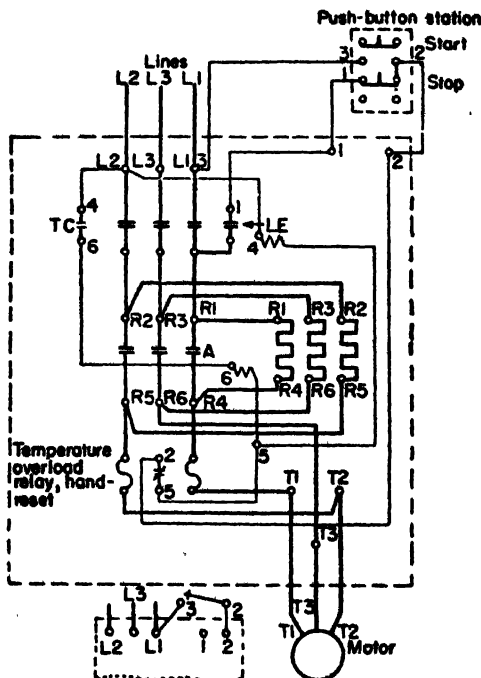 Push-button station
Start
Lines
L2 L3 L1
3 2
1 Stop
1 2
L2 L3 L1 3
4 1
TC LE
6 4
R2 R3 R1 R1 R3 R2
A
6 R4 R6 R5
R5 R6 R4
5
Temperature
overload
relay, hand-
reset
2
5
T1 T2
T3
L3 3 2
T3
L2 L1 1 2
T1 T2
Motor